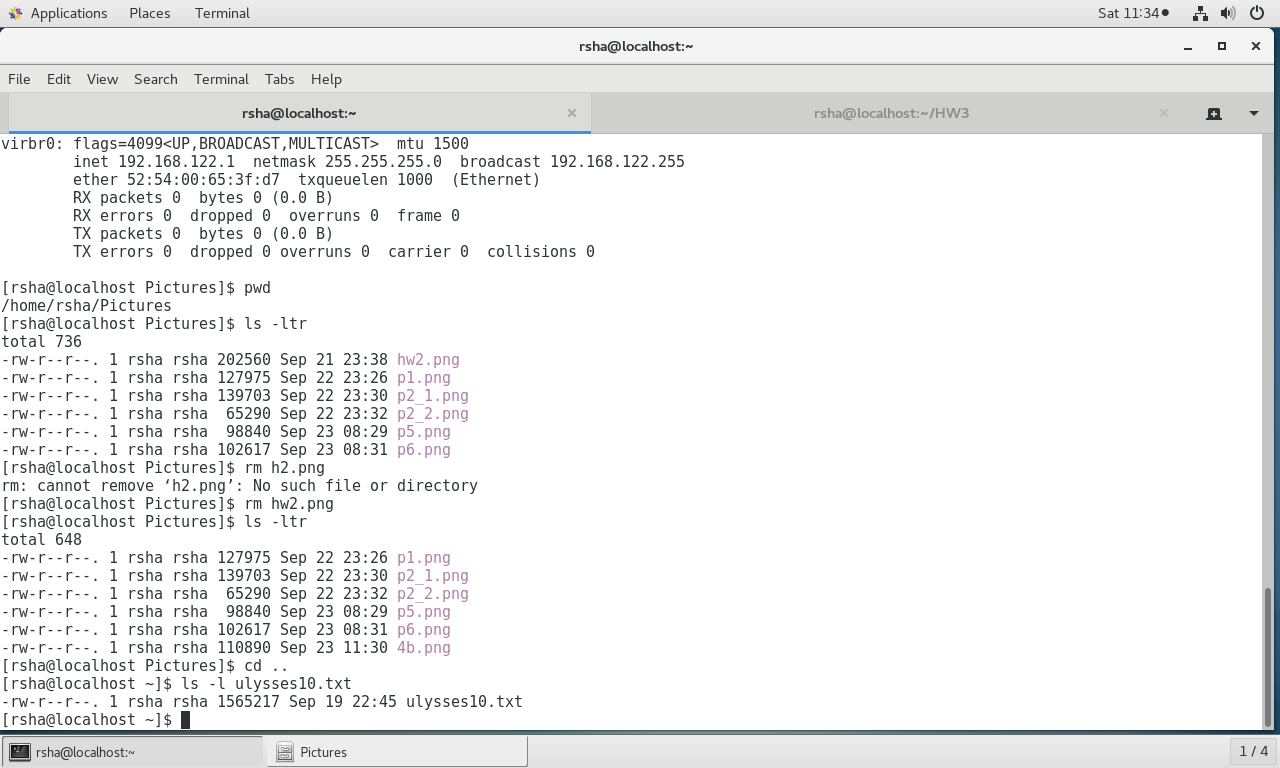 Applications Places Terminal Sat 11:34
rsha@localhost:~
File Edit View Search Terminal Tabs Help
rsha@localhost:~ × rsha@localhost:~/HW3 ×
virbr0: flags=4099<UP,BROADCAST,MULTICAST>  mtu 1500
        inet 192.168.122.1  netmask 255.255.255.0  broadcast 192.168.122.255
        ether 52:54:00:65:3f:d7  txqueuelen 1000  (Ethernet)
        RX packets 0  bytes 0 (0.0 B)
        RX errors 0  dropped 0  overruns 0  frame 0
        TX packets 0  bytes 0 (0.0 B)
        TX errors 0  dropped 0 overruns 0  carrier 0  collisions 0

[rsha@localhost Pictures]$ pwd
/home/rsha/Pictures
[rsha@localhost Pictures]$ ls -ltr
total 736
-rw-r--r--. 1 rsha rsha 202560 Sep 21 23:38 hw2.png
-rw-r--r--. 1 rsha rsha 127975 Sep 22 23:26 p1.png
-rw-r--r--. 1 rsha rsha 139703 Sep 22 23:30 p2_1.png
-rw-r--r--. 1 rsha rsha  65290 Sep 22 23:32 p2_2.png
-rw-r--r--. 1 rsha rsha  98840 Sep 23 08:29 p5.png
-rw-r--r--. 1 rsha rsha 102617 Sep 23 08:31 p6.png
[rsha@localhost Pictures]$ rm h2.png
rm: cannot remove ‘h2.png’: No such file or directory
[rsha@localhost Pictures]$ rm hw2.png
[rsha@localhost Pictures]$ ls -ltr
total 648
-rw-r--r--. 1 rsha rsha 127975 Sep 22 23:26 p1.png
-rw-r--r--. 1 rsha rsha 139703 Sep 22 23:30 p2_1.png
-rw-r--r--. 1 rsha rsha  65290 Sep 22 23:32 p2_2.png
-rw-r--r--. 1 rsha rsha  98840 Sep 23 08:29 p5.png
-rw-r--r--. 1 rsha rsha 102617 Sep 23 08:31 p6.png
-rw-r--r--. 1 rsha rsha 110890 Sep 23 11:30 4b.png
[rsha@localhost Pictures]$ cd ..
[rsha@localhost ~]$ ls -l ulysses10.txt
-rw-r--r--. 1 rsha rsha 1565217 Sep 19 22:45 ulysses10.txt
[rsha@localhost ~]$
rsha@localhost:~ Pictures 1 / 4